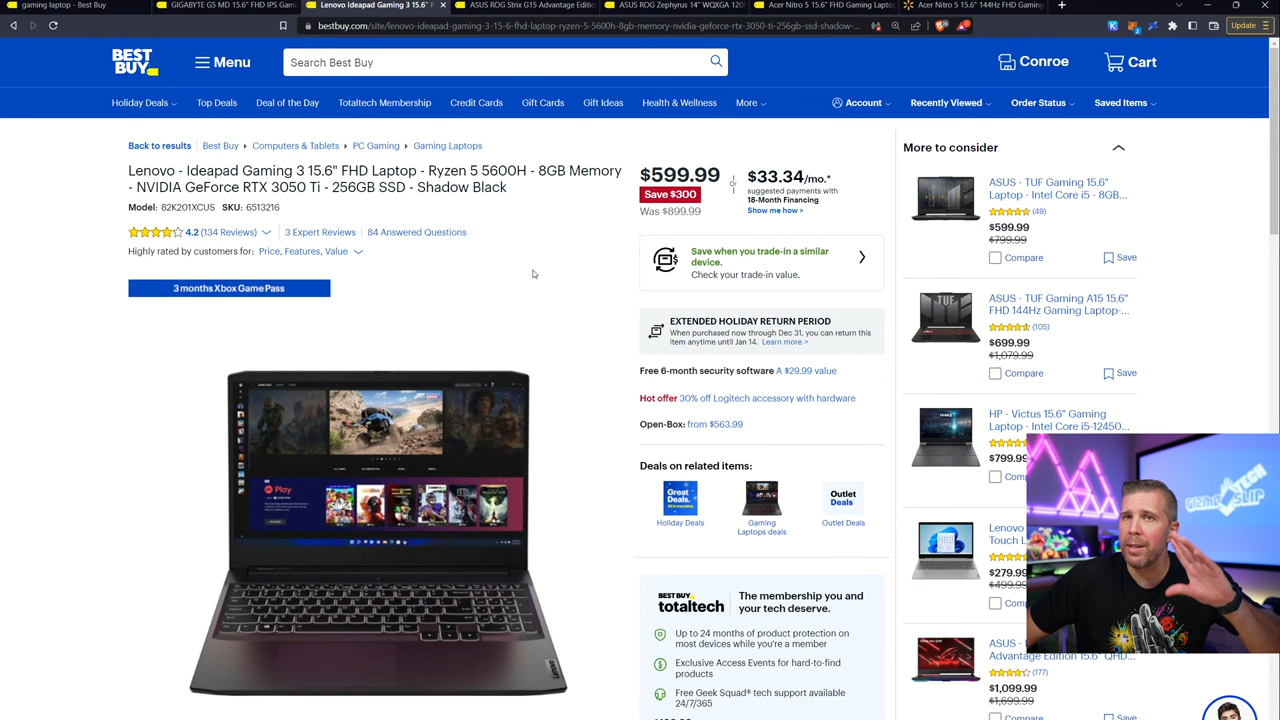 gaming laptop - Best Buy
GIGABYTE G5 MD 15.6" FHD IPS Gami
Lenovo Ideapad Gaming 3 15.6" F
ASUS ROG Strix G15 Advantage Edition
ASUS ROG Zephyrus 14" WQXGA 120
Acer Nitro 5 15.6" FHD Gaming Laptop
Acer Nitro 5 15.6" 144Hz Gaming
bestbuy.com/site/lenovo-ideapad-gaming-3-15-6-fhd-laptop-ryzen-5-5600h-8gb-memory-nvidia-geforce-rtx-3050-ti-256gb-ssd-shadow-...
Update
BEST BUY
Menu
Search Best Buy
Conroe
Cart
Holiday Deals
Top Deals
Deal of the Day
Totaltech Membership
Credit Cards
Gift Cards
Gift Ideas
Health & Wellness
More
Account
Recently Viewed
Order Status
Saved Items
Back to results
Best Buy
Computers & Tablets
PC Gaming
Gaming Laptops
Lenovo - Ideapad Gaming 3 15.6" FHD Laptop - Ryzen 5 5600H - 8GB Memory
- NVIDIA GeForce RTX 3050 Ti - 256GB SSD - Shadow Black
Model: 82K201XCUS SKU: 6513216
4.2 (134 Reviews)
3 Expert Reviews
84 Answered Questions
Highly rated by customers for: Price, Features, Value
3 months Xbox Game Pass
Play
Lenovo
$599.99
Save $300
Was $899.99
Or
$33.34/mo.*
suggested payments with
18-Month Financing
Show me how >
Save when you trade-in a similar
device.
Check your trade-in value.
EXTENDED HOLIDAY RETURN PERIOD
When purchased now through Dec 31, you can return this
item anytime until Jan 14. Learn more >
Free 6-month security software A $29.99 value
Hot offer 30% off Logitech accessory with hardware
Open-Box: from $563.99
Deals on related items:
Great
Deals.
Holiday Deals
Gaming
Laptops deals
Outlet
Deals
Outlet Deals
BEST BUY
totaltech
The membership you and
your tech deserve.
Up to 24 months of product protection on
most devices while you're a member
Exclusive Access Events for hard-to-find
products
Free Geek Squad® tech support available
24/7/365
More to consider
ASUS - TUF Gaming 15.6"
Laptop - Intel Core i5 - 8GB...
(49)
$599.99
$799.99
Compare
Save
TUF
ASUS - TUF Gaming A15 15.6"
FHD 144Hz Gaming Laptop-...
(105)
$699.99
$1,079.99
Compare
Save
HP - Victus 15.6" Gaming
Laptop - Intel Core i5-12450...
$799.99
Comp
Lenovo
Touch L
$279.99
$499.99
Comp
ASUS -
Advantage Edition 15.6" QHD...
(177)
$1,099.99
$1,699.99
Compare
Save